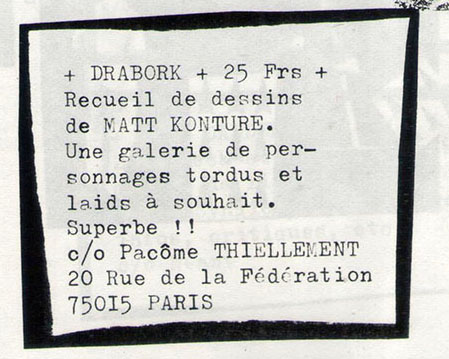 + DRABORK + 25 Frs +
Recueil de dessins
de MATT KONTURE.
Une galerie de per-
sonnages tordus et
laids à souhait.
Superbe !!
c/o Pacôme THIELLEMENT
20 Rue de la Fédération
750I5 PARIS